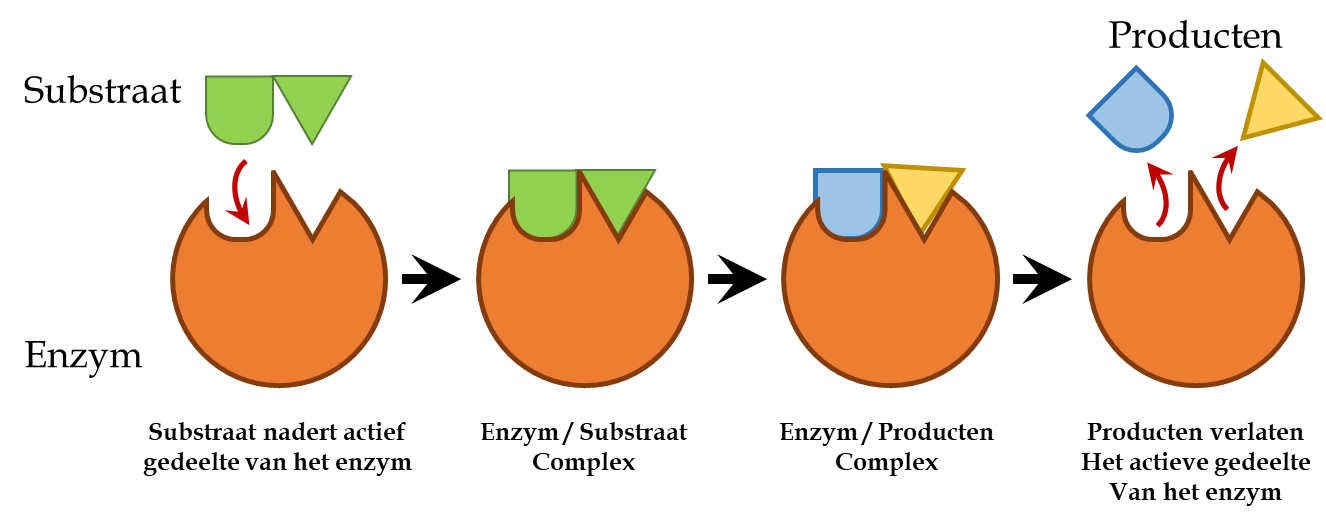 Substraat
Producten
Enzym
Substraat nadert actief
gedeelte van het enzym
Enzym / Substraat
Complex
Enzym / Producten
Complex
Producten verlaten
Het actieve gedeelte
Van het enzym